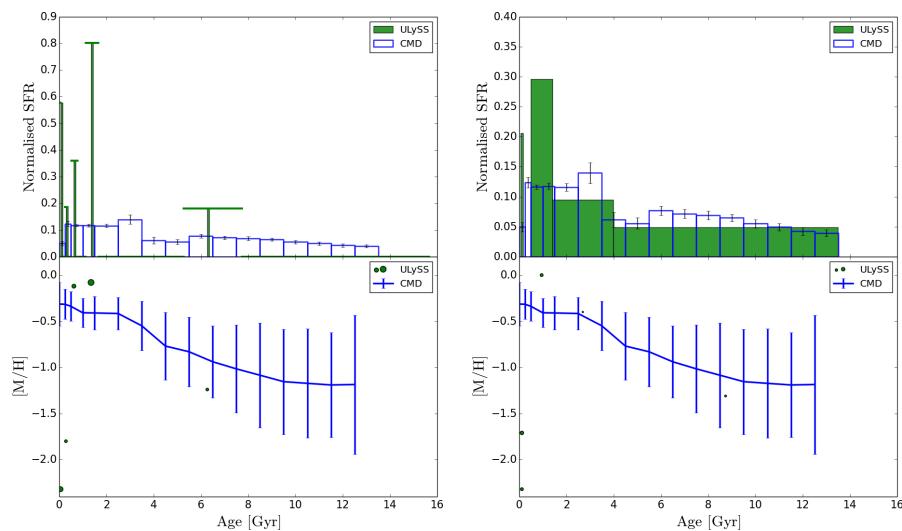 0.9
0.8
0.7
0.6
0.5
0.4
0.3
0.2
0.1
0.0
Normalised SFR
ULySS
CMD
0.0
−0.5
−1.0
−1.5
−2.0
[M/H]
ULySS
CMD
0 2 4 6 8 10 12 14 16
Age [Gyr]
0.40
0.35
0.30
0.25
0.20
0.15
0.10
0.05
0.00
Normalised SFR
ULySS
CMD
0.0
−0.5
−1.0
−1.5
−2.0
[M/H]
ULySS
CMD
0 2 4 6 8 10 12 14 16
Age [Gyr]